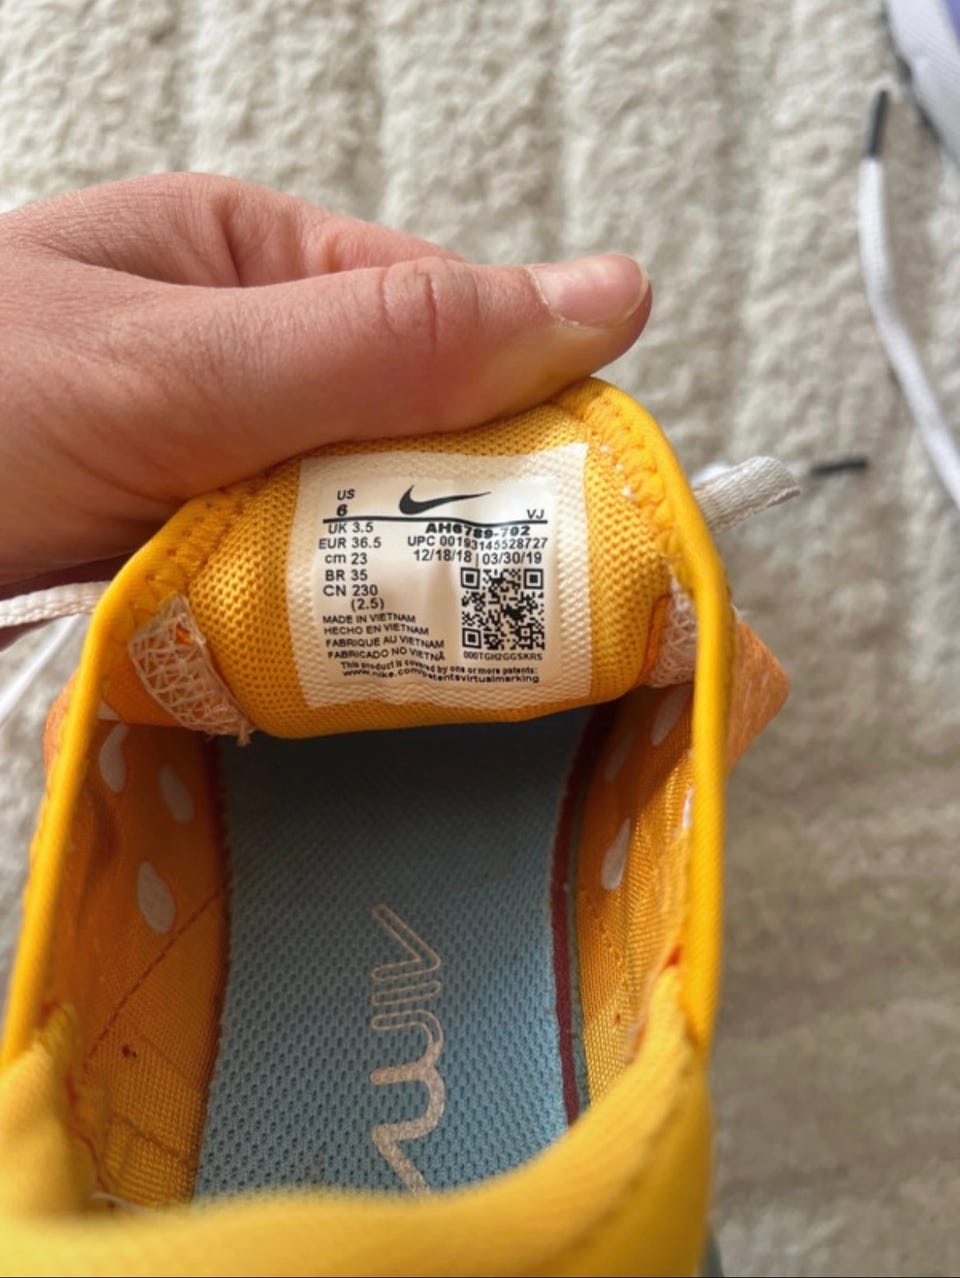 US
6
VJ
UK 3.5
AH6789-702
EUR 36.5
UPC 00193145528727
cm 23
12/18/18 | 03/30/19
BR 35
CN 230
(2.5)
MADE IN VIETNAM
HECHO EN VIETNAM
FABRIQUE AU VIETNAM
FABRICADO NO VIETNÃ
000TGH2GGSKRS
This product is covered by one or more patents:
www.nike.com/patentsvirtualmarking
AIR